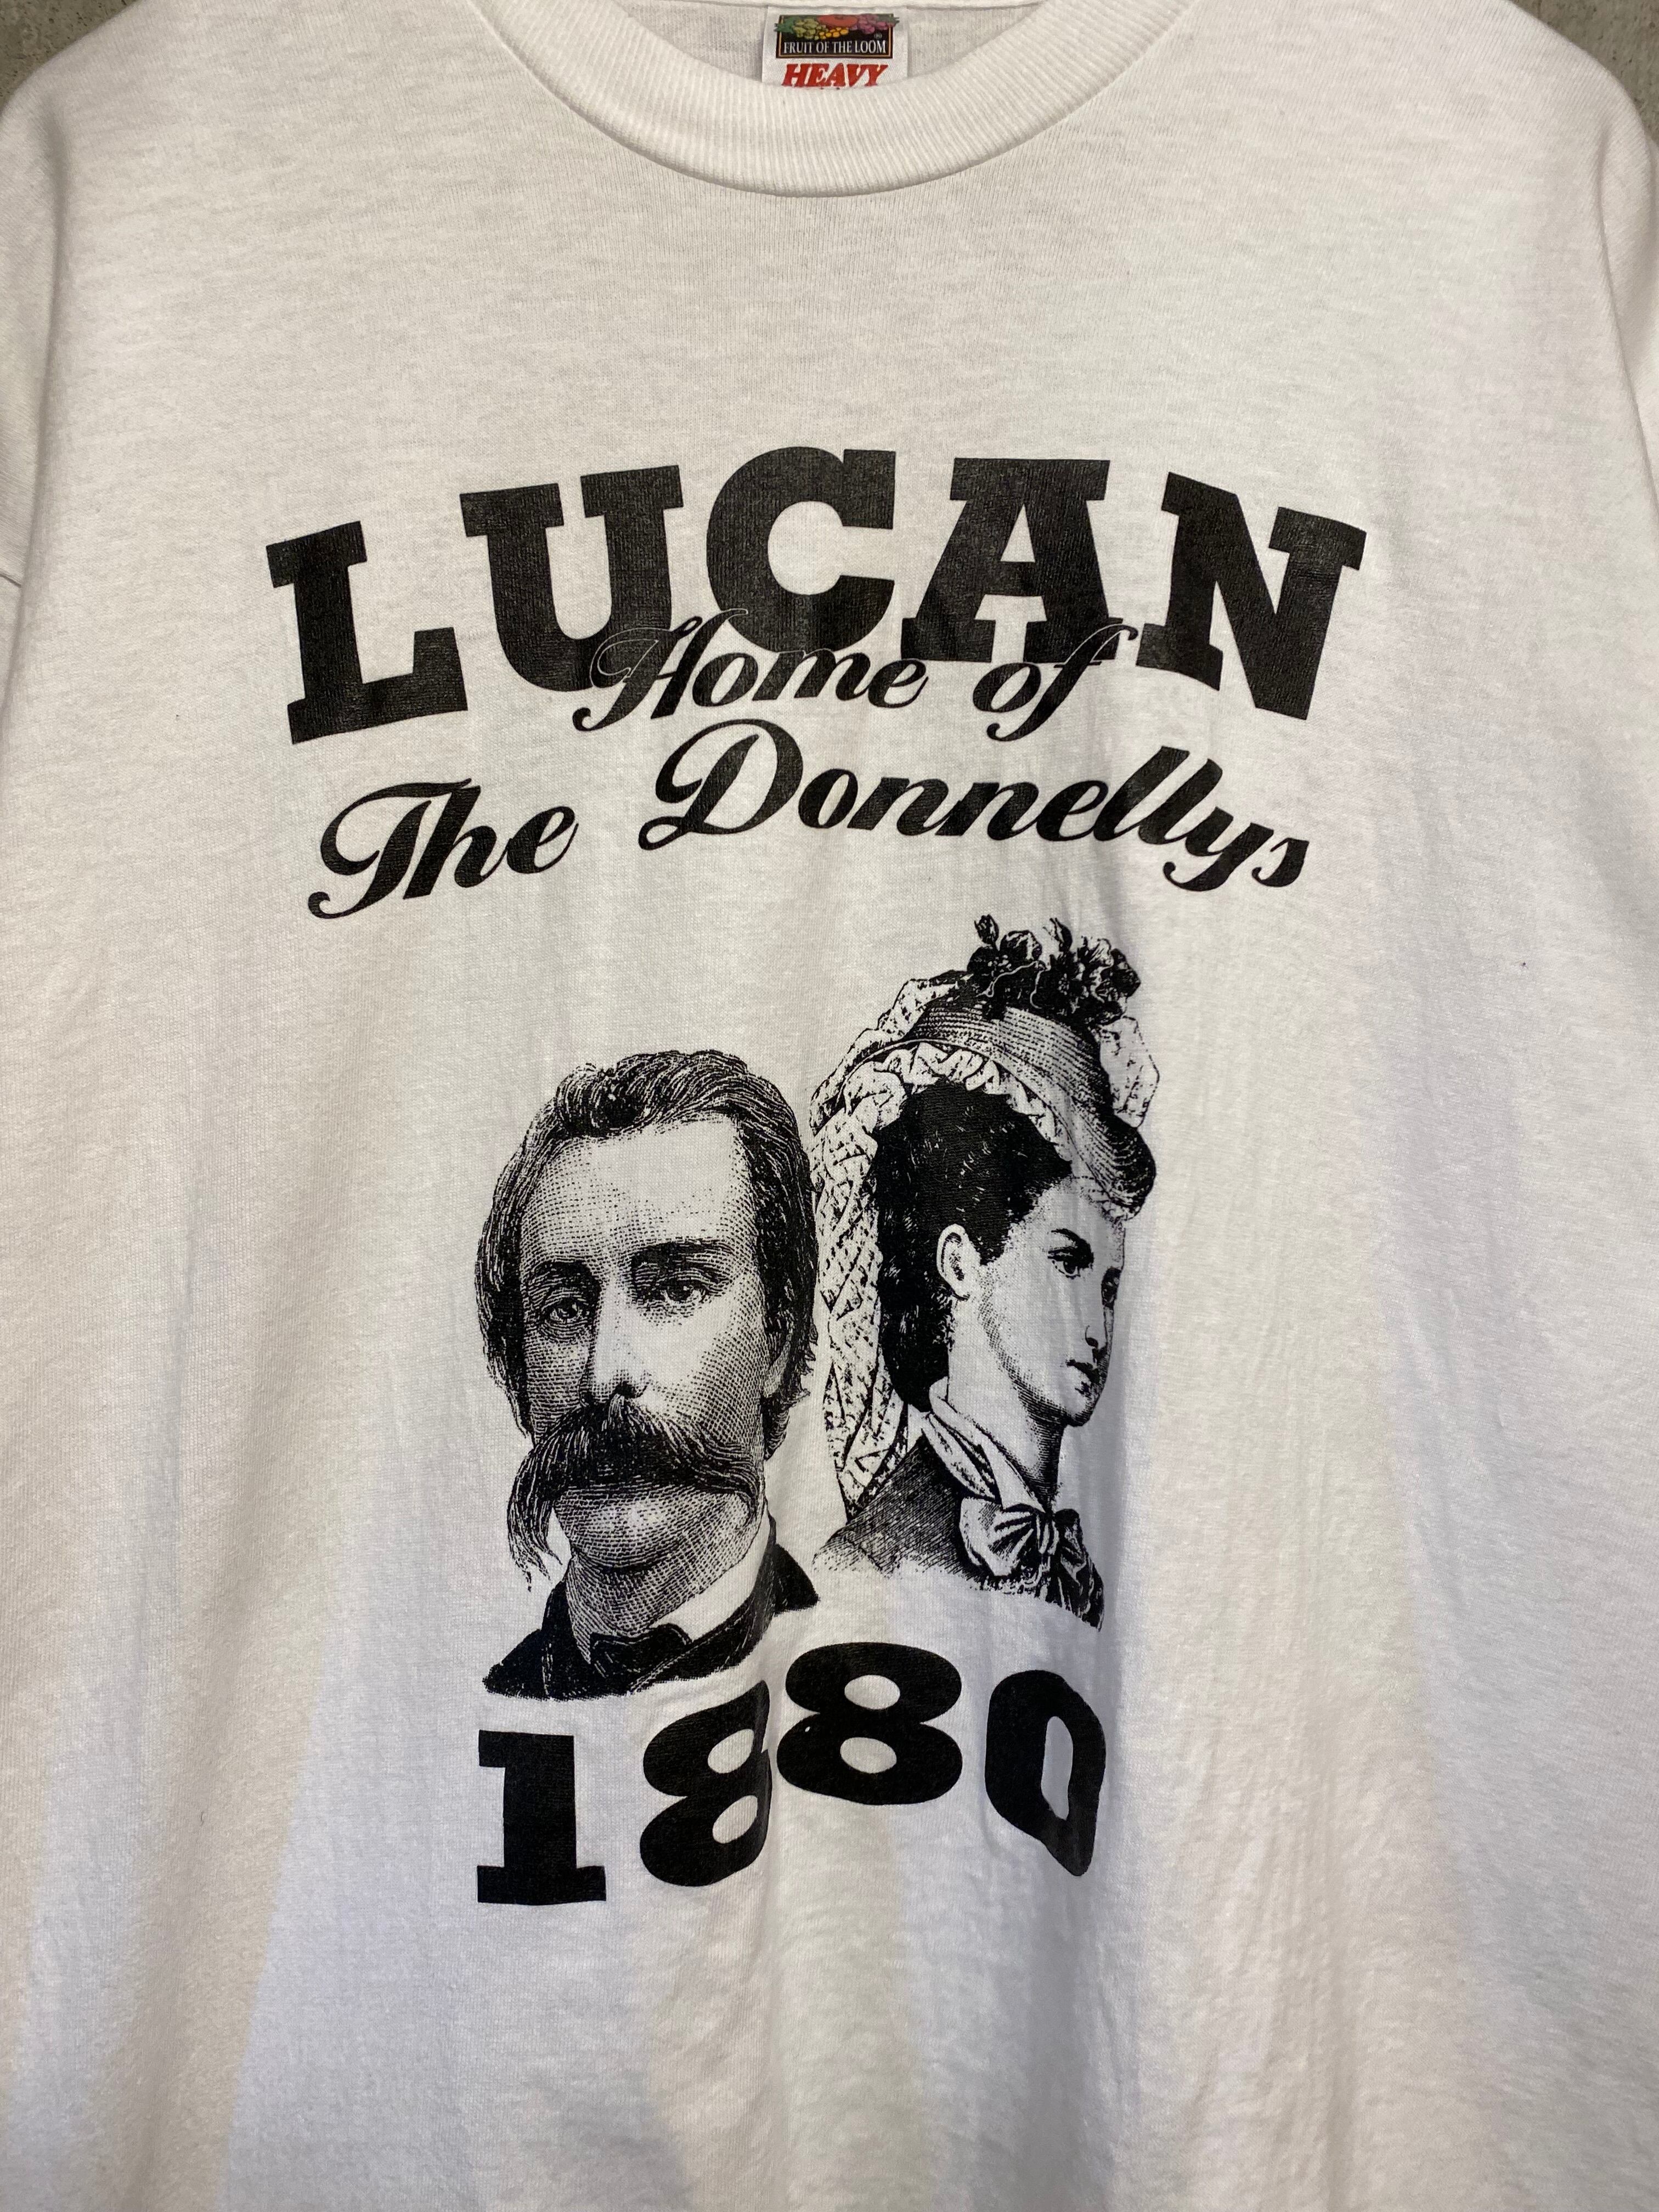 FRUIT OF THE LOOM
HEAVY
LUCAN
Home of
The Donnellys
1880